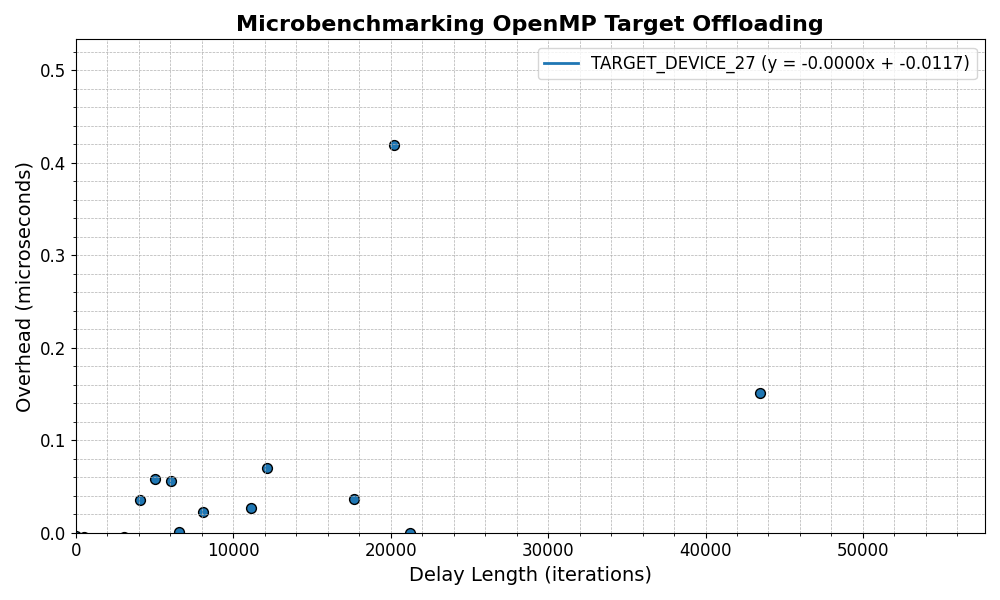 Microbenchmarking OpenMP Target Offloading
TARGET_DEVICE_27 (y = -0.0000x + -0.0117)
Overhead (microseconds)
0.5
0.4
0.3
0.2
0.1
0.0
0 10000 20000 30000 40000 50000
Delay Length (iterations)